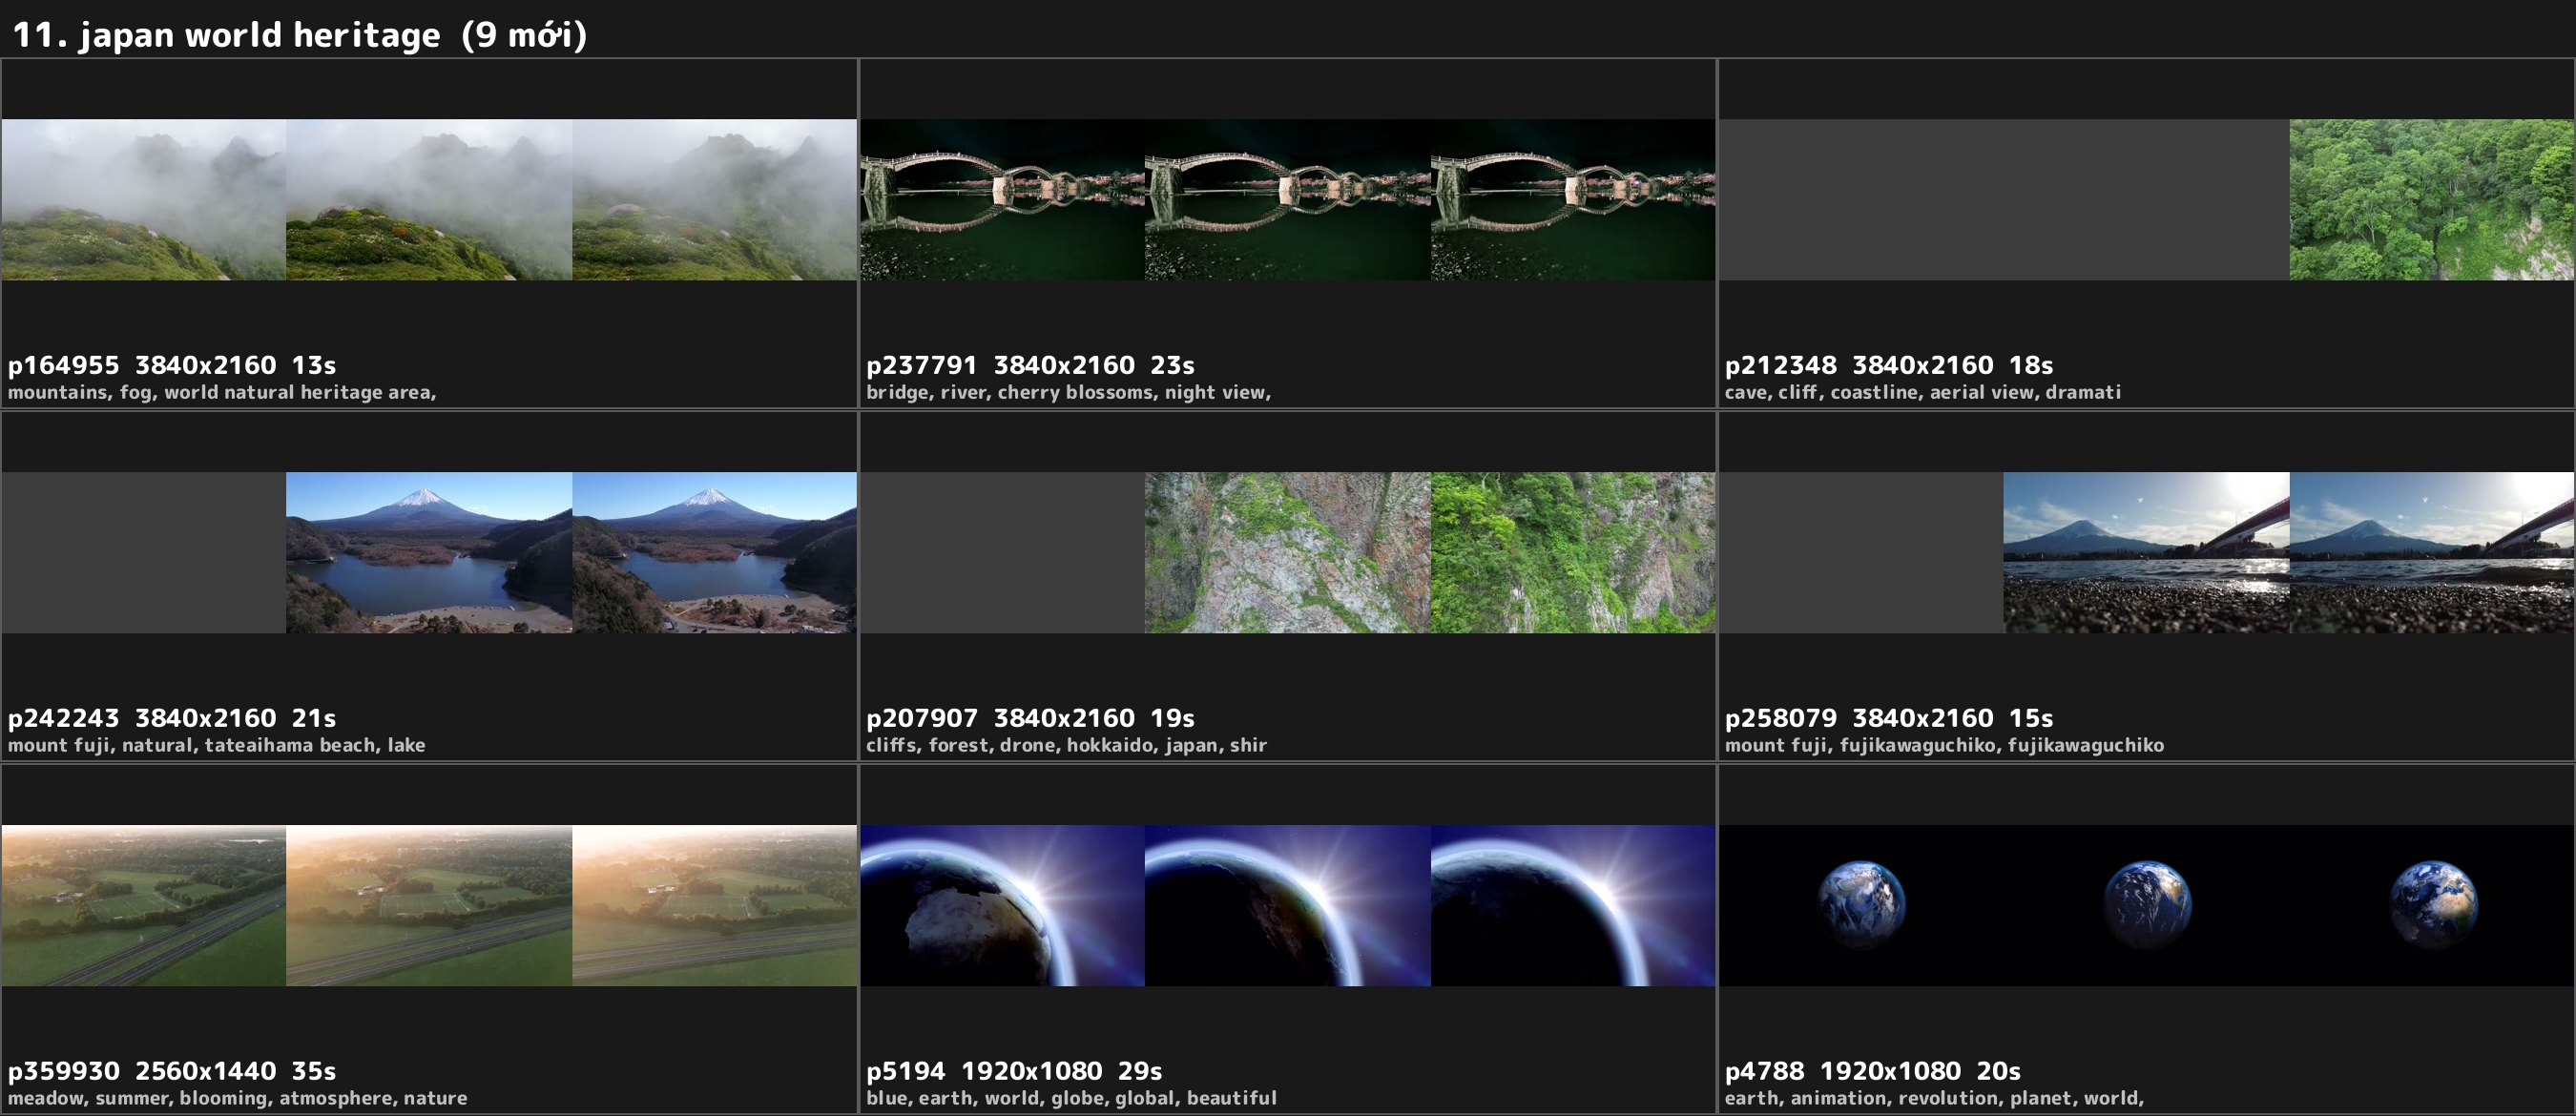 11. japan world heritage (9 mới)
p164955 3840x2160 13s
mountains, fog, world natural heritage area,
p237791 3840x2160 23s
bridge, river, cherry blossoms, night view,
p212348 3840x2160 18s
cave, cliff, coastline, aerial view, dramati
p242243 3840x2160 21s
mount fuji, natural, tateaihama beach, lake
p207907 3840x2160 19s
cliffs, forest, drone, hokkaido, japan, shir
p258079 3840x2160 15s
mount fuji, fujikawaguchiko, fujikawaguchiko
p359930 2560x1440 35s
meadow, summer, blooming, atmosphere, nature
p5194 1920x1080 29s
blue, earth, world, globe, global, beautiful
p4788 1920x1080 20s
earth, animation, revolution, planet, world,